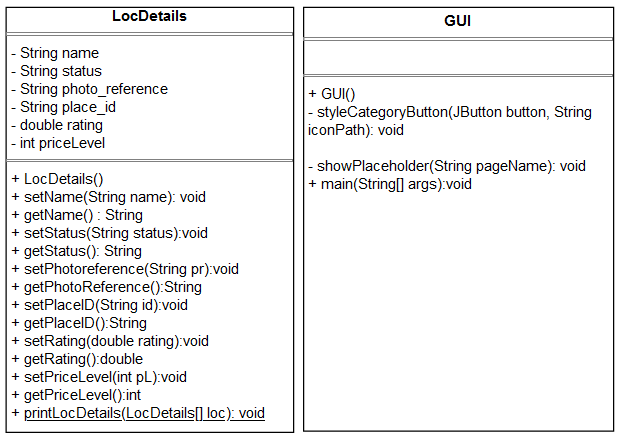 LocDetails
- String name
- String status
- String photo_reference
- String place_id
- double rating
- int priceLevel
+ LocDetails()
+ setName(String name): void
+ getName() : String
+ setStatus(String status):void
+ getStatus(): String
+ setPhotoreference(String pr):void
+ getPhotoReference():String
+ setPlaceID(String id):void
+ getPlaceID():String
+ setRating(double rating):void
+ getRating():double
+ setPriceLevel(int pL):void
+ getPriceLevel():int
+ printLocDetails(LocDetails[] loc): void
GUI
+ GUI()
- styleCategoryButton(JButton button, String
iconPath): void
- showPlaceholder(String pageName): void
+ main(String[] args):void